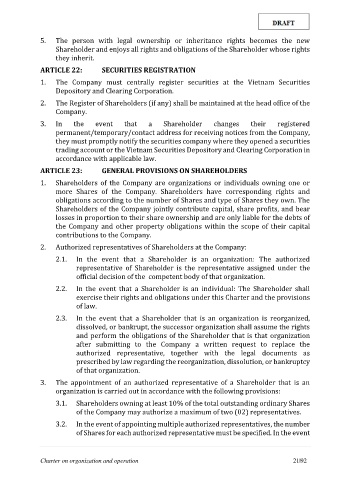 DRAFT
5. The person with legal ownership or inheritance rights becomes the new
Shareholder and enjoys all rights and obligations of the Shareholder whose rights
they inherit.
ARTICLE 22: SECURITIES REGISTRATION
1. The Company must centrally register securities at the Vietnam Securities
Depository and Clearing Corporation.
2. The Register of Shareholders (if any) shall be maintained at the head office of the
Company.
3. In the event that a Shareholder changes their registered
permanent/temporary/contact address for receiving notices from the Company,
they must promptly notify the securities company where they opened a securities
trading account or the Vietnam Securities Depository and Clearing Corporation in
accordance with applicable law.
ARTICLE 23: GENERAL PROVISIONS ON SHAREHOLDERS
1. Shareholders of the Company are organizations or individuals owning one or
more Shares of the Company. Shareholders have corresponding rights and
obligations according to the number of Shares and type of Shares they own. The
Shareholders of the Company jointly contribute capital, share profits, and bear
losses in proportion to their share ownership and are only liable for the debts of
the Company and other property obligations within the scope of their capital
contributions to the Company.
2. Authorized representatives of Shareholders at the Company:
2.1. In the event that a Shareholder is an organization: The authorized
representative of Shareholder is the representative assigned under the
official decision of the competent body of that organization.
2.2. In the event that a Shareholder is an individual: The Shareholder shall
exercise their rights and obligations under this Charter and the provisions
of law.
2.3. In the event that a Shareholder that is an organization is reorganized,
dissolved, or bankrupt, the successor organization shall assume the rights
and perform the obligations of the Shareholder that is that organization
after submitting to the Company a written request to replace the
authorized representative, together with the legal documents as
prescribed by law regarding the reorganization, dissolution, or bankruptcy
of that organization.
3. The appointment of an authorized representative of a Shareholder that is an
organization is carried out in accordance with the following provisions:
3.1. Shareholders owning at least 10% of the total outstanding ordinary Shares
of the Company may authorize a maximum of two (02) representatives.
3.2. In the event of appointing multiple authorized representatives, the number
of Shares for each authorized representative must be specified. In the event
Charter on organization and operation 21|92